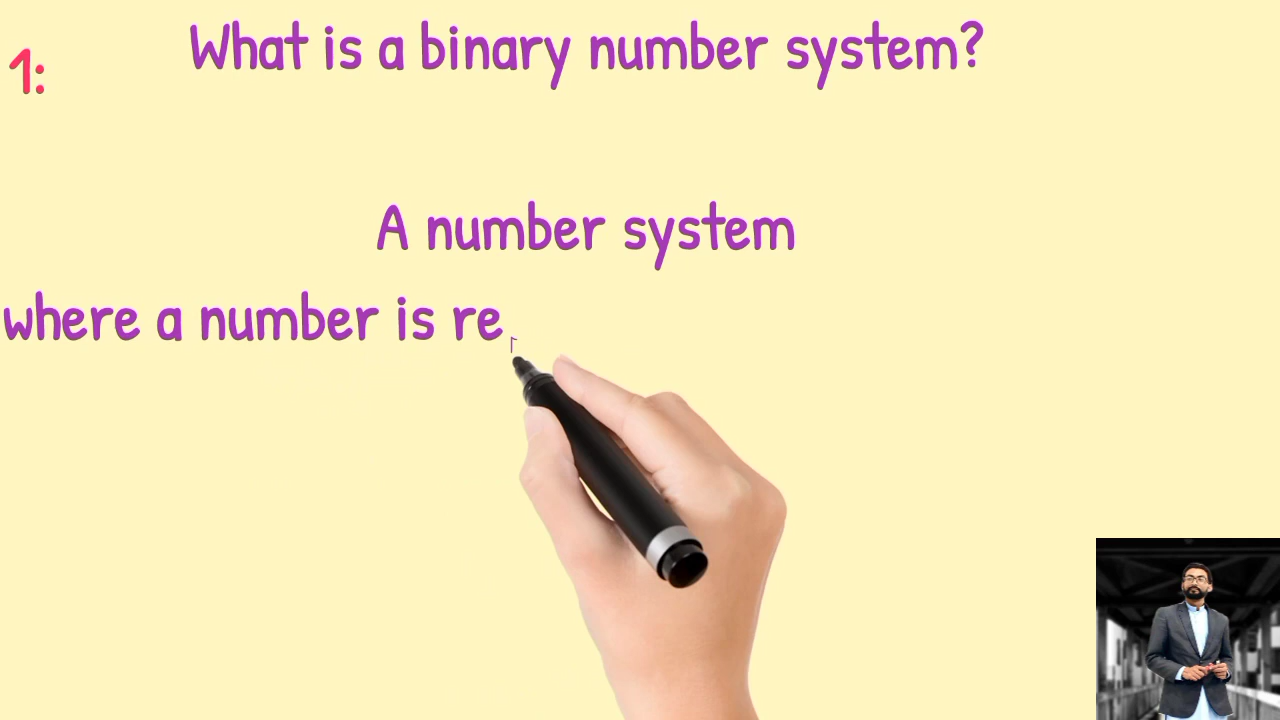 1:
What is a binary number system?
A number system
where a number is re